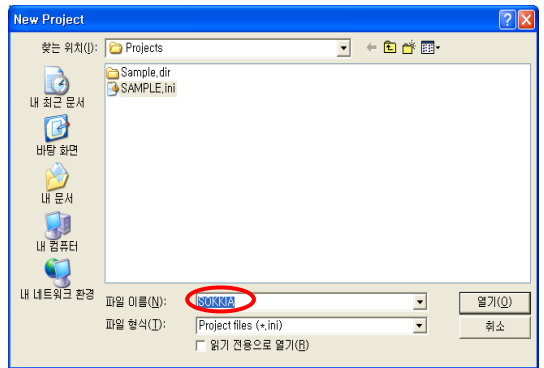 New Project
찾는 위치(I):
Projects
Sample.dir
SAMPLE.ini
내 최근 문서
바탕 화면
내 문서
내 컴퓨터
내 네트워크 환경
파일 이름(N):
SOKKIA
열기(O)
파일 형식(T):
Project files (*.ini)
취소
읽기 전용으로 열기(R)